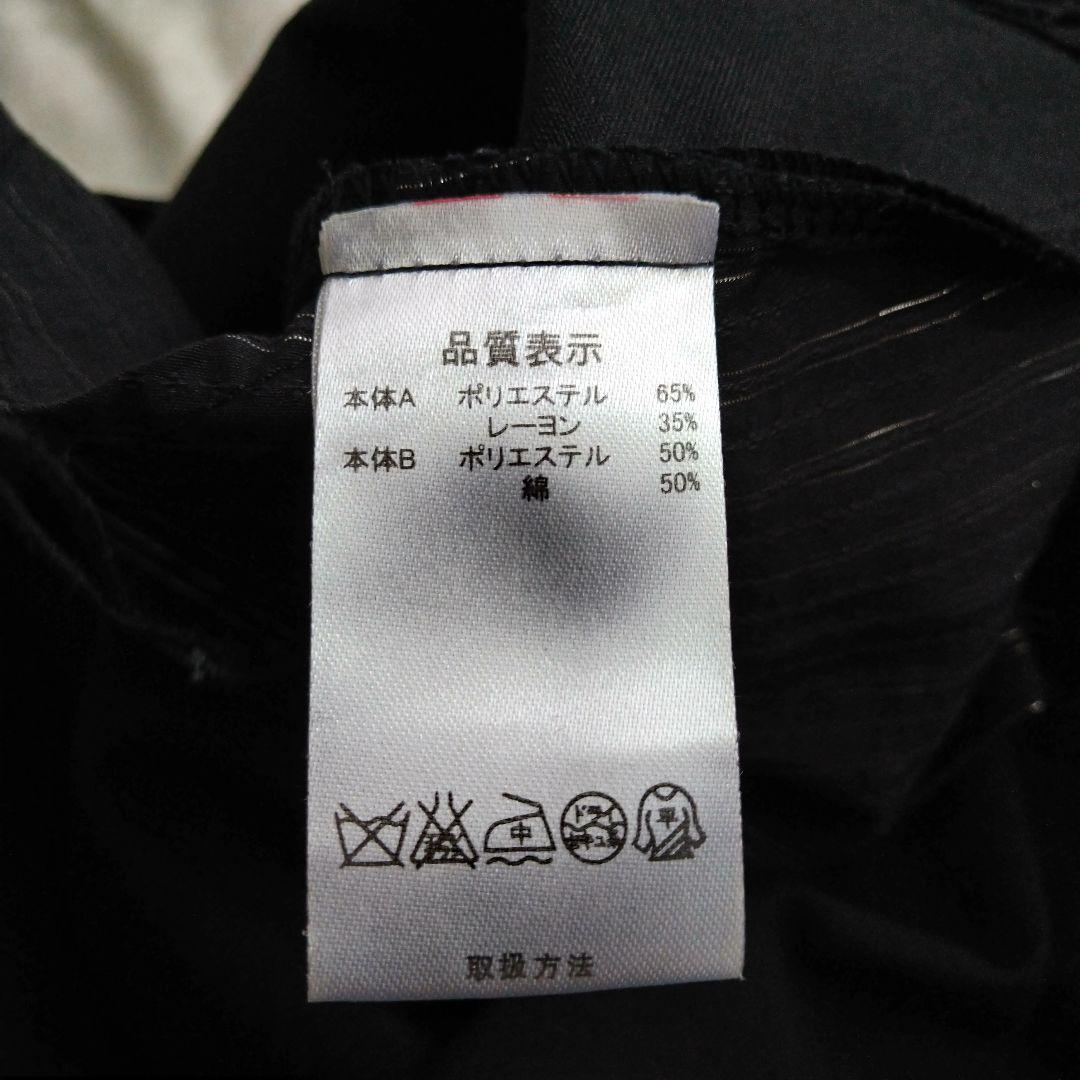 品質表示
本体A ポリエステル 65%
レーヨン 35%
本体B ポリエステル 50%
綿 50%
中
平
取扱方法